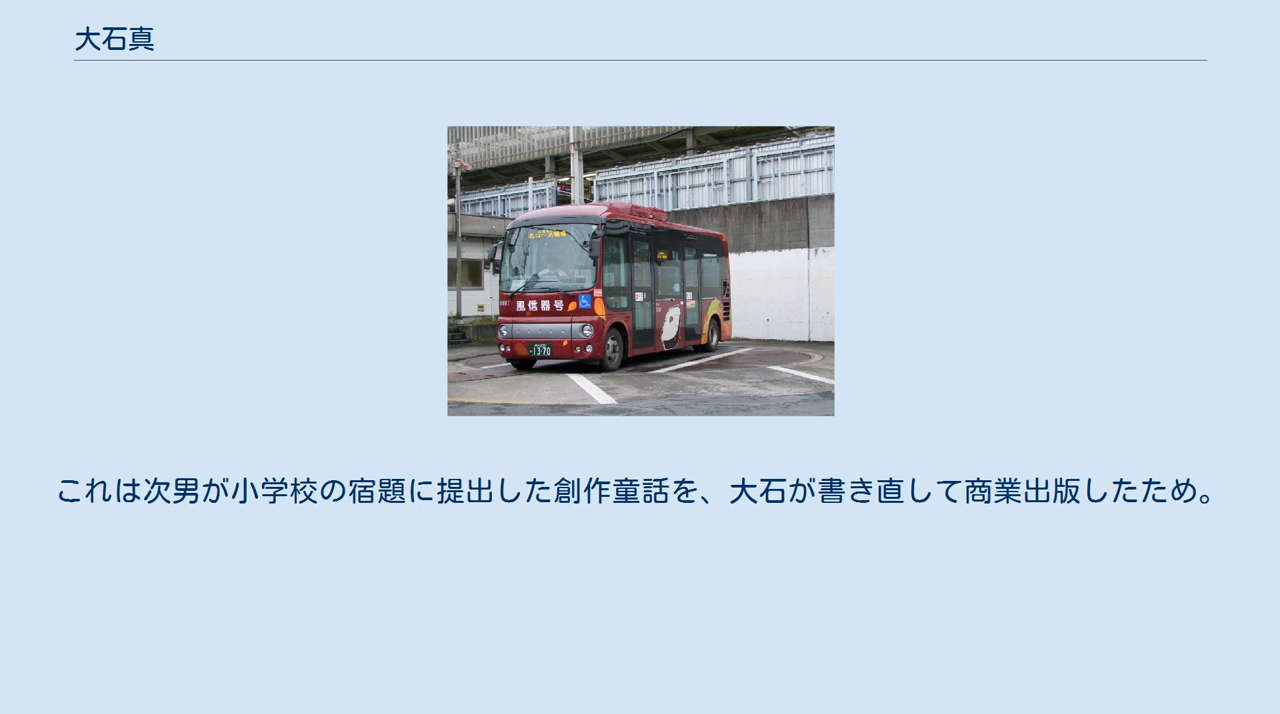 大石真
風信器号
13-70
これは次男が小学校の宿題に提出した創作童話を、大石が書き直して商業出版したため。